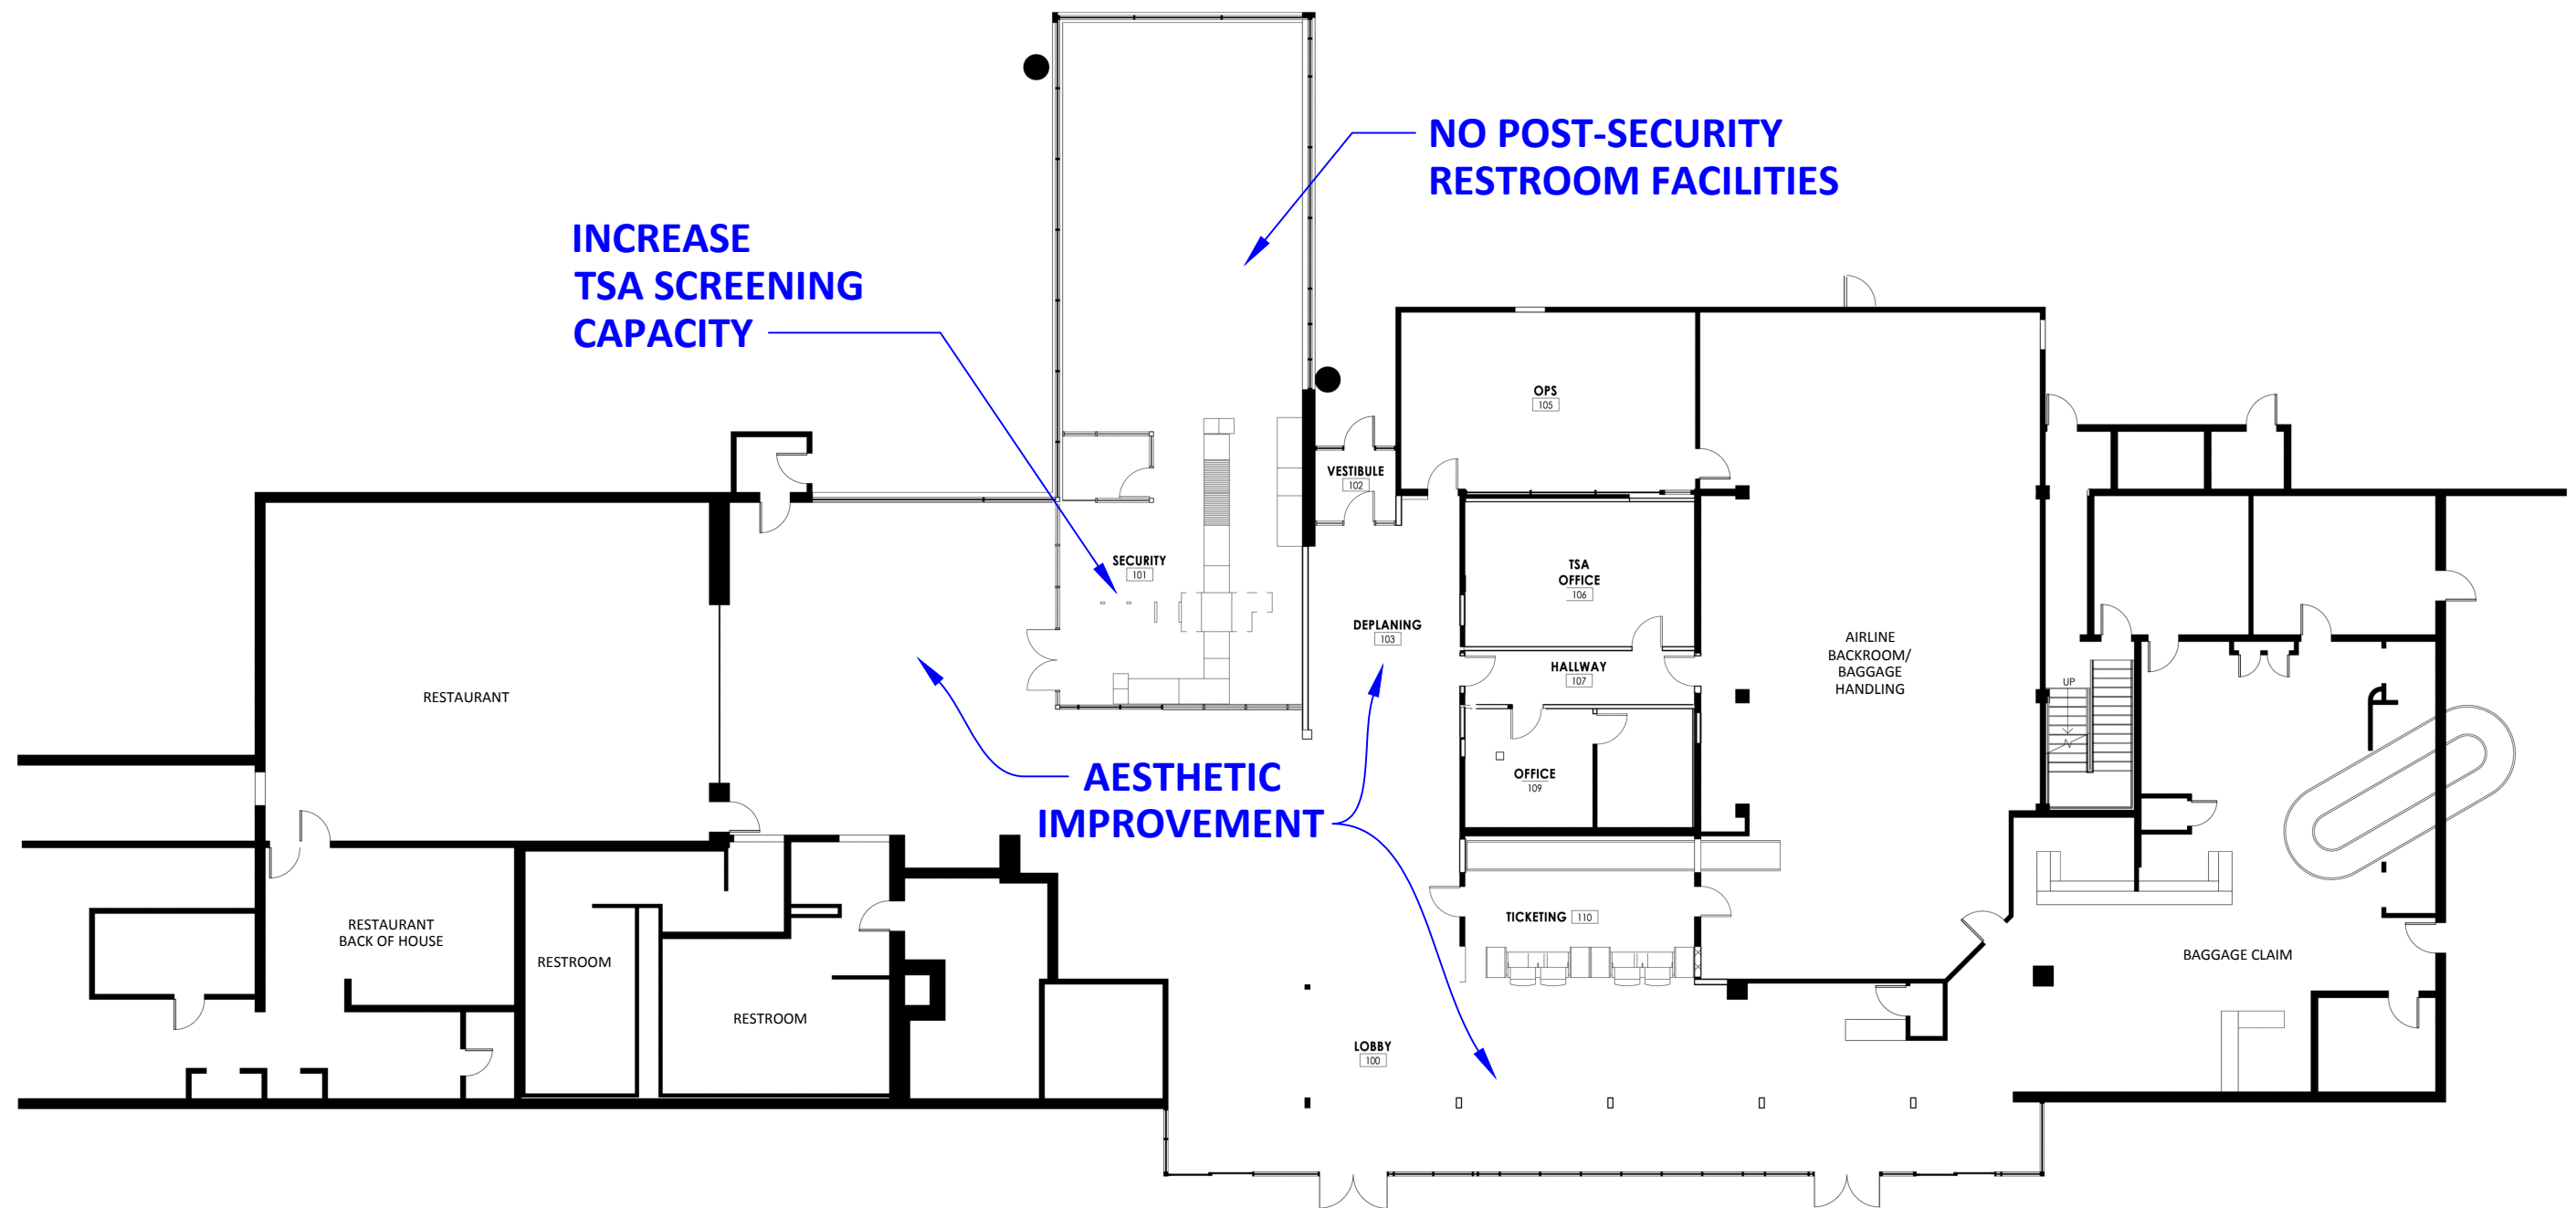 NO POST-SECURITY
RESTROOM FACILITIES
INCREASE
TSA SCREENING
CAPACITY
OPS
105
VESTIBULE
102
SECURITY
101
TSA
OFFICE
106
DEPLANING
103
HALLWAY
107
AIRLINE
BACKROOM/
BAGGAGE
HANDLING
UP
RESTAURANT
AESTHETIC
IMPROVEMENT
OFFICE
109
TICKETING 110
RESTAURANT
BACK OF HOUSE
RESTROOM
RESTROOM
BAGGAGE CLAIM
LOBBY
100